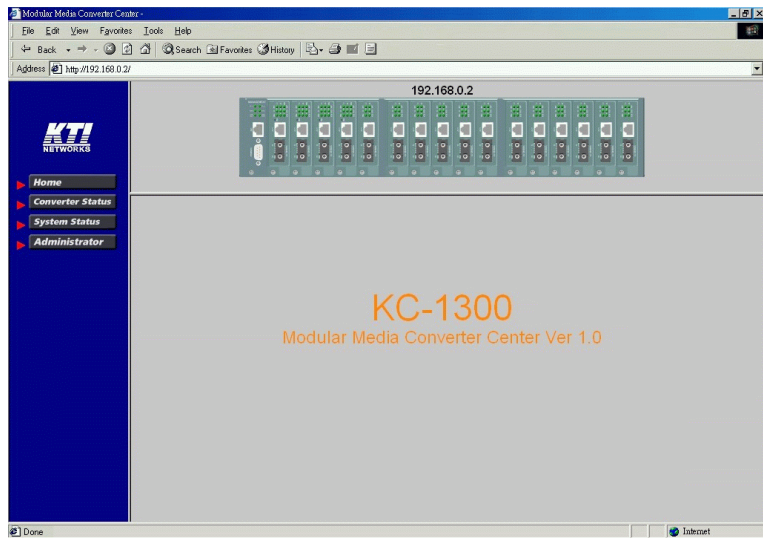 Modular Media Converter Center -
File Edit View Favorites Tools Help
Back Search Favorites History
Address http://192.168.0.2/
192.168.0.2
KTI
NETWORKS
Home
Converter Status
System Status
Administrator
KC-1300
Modular Media Converter Center Ver 1.0
Done Internet